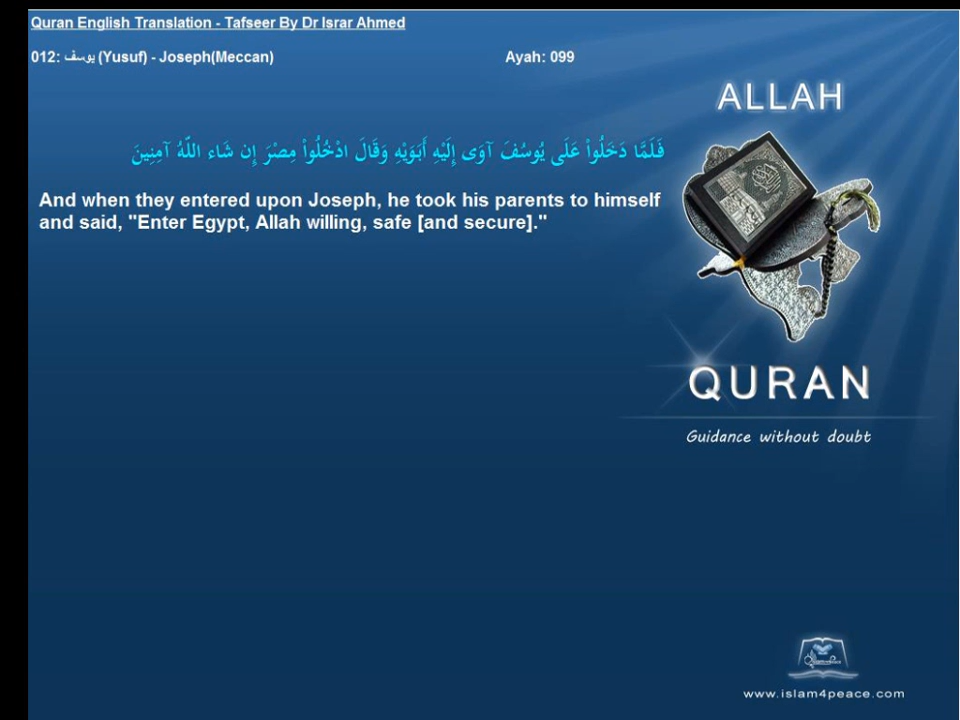 Quran English Translation - Tafseer By Dr Israr Ahmed
012: يوسف (Yusuf) - Joseph(Meccan) Ayah: 099
ALLAH
فَلَمَّا دَخَلُواْ عَلَى يُوسُفَ آوَى إِلَيْهِ أَبَوَيْهِ وَقَالَ ادْخُلُواْ مِصْرَ إِن شَاء اللّهُ آمِنِينَ
And when they entered upon Joseph, he took his parents to himself
and said, "Enter Egypt, Allah willing, safe [and secure]."
QURAN
Guidance without doubt
www.islam4peace.com